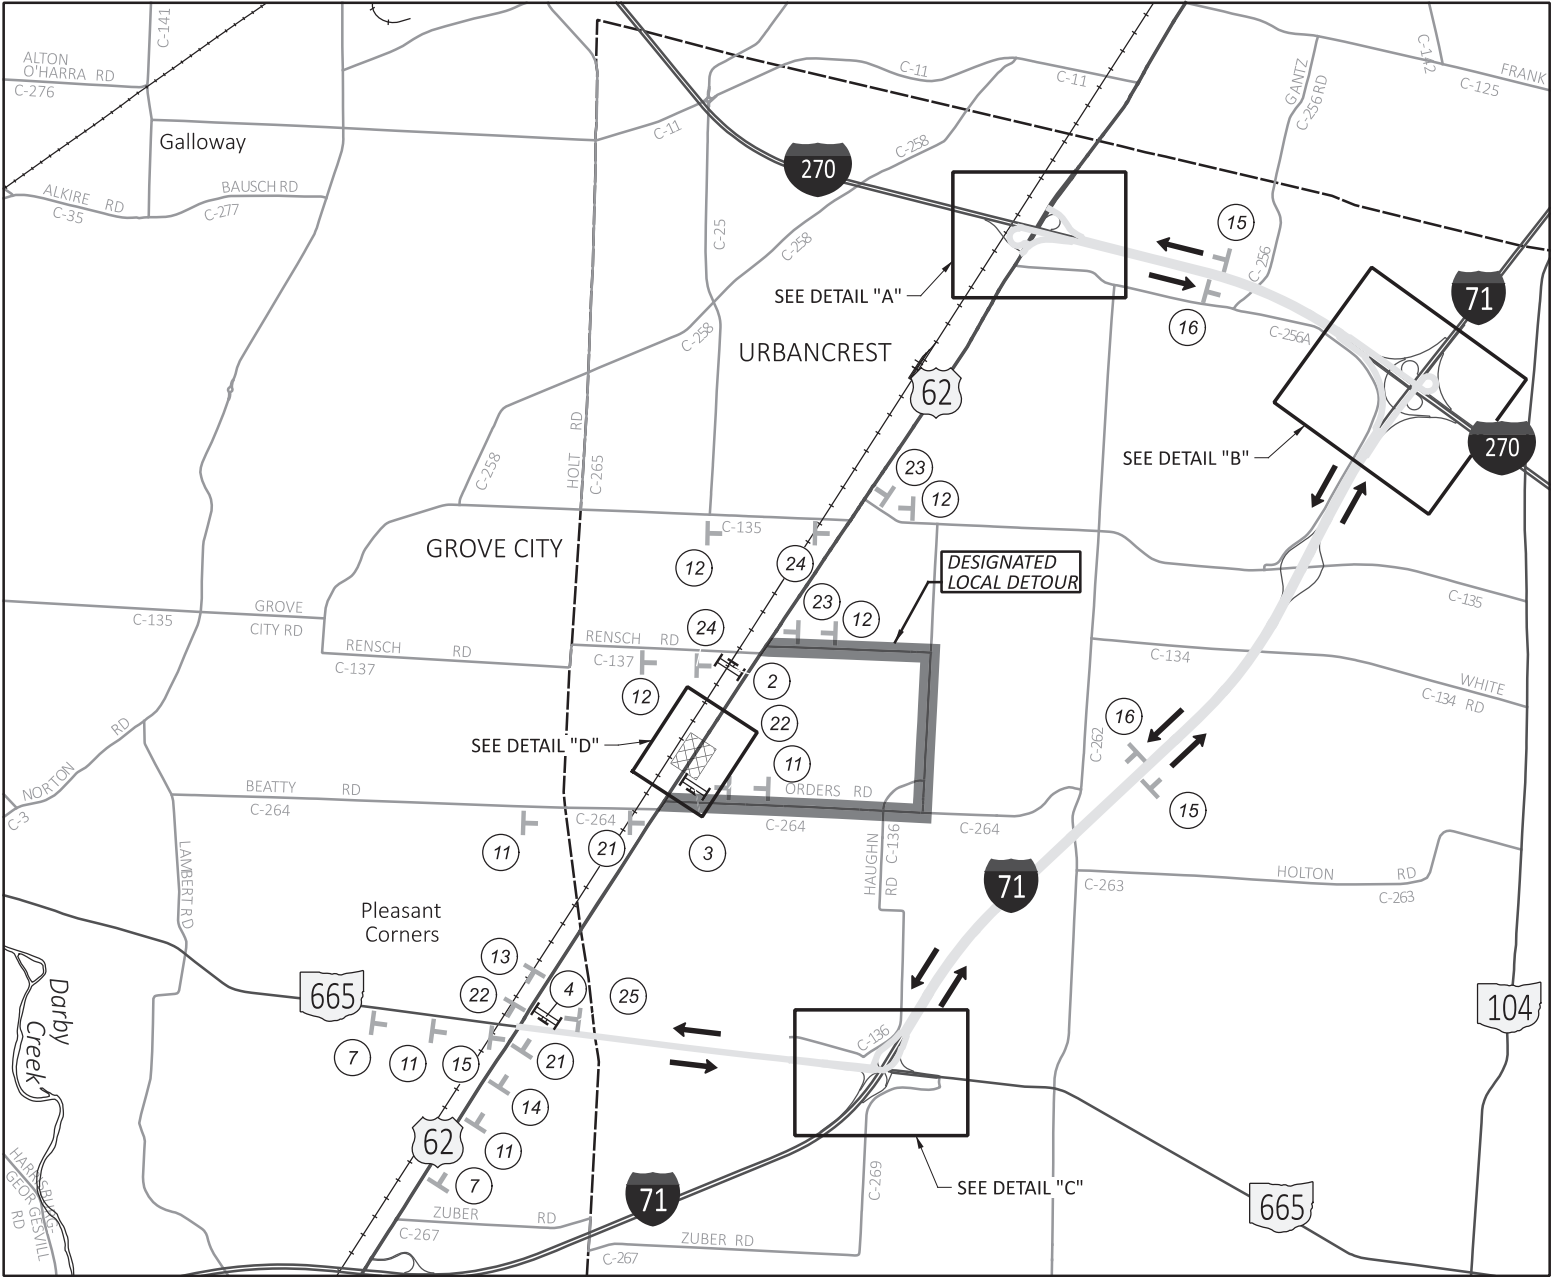 C-141
ALTON
O'HARRA RD
C-276
C-11
C-11
C-142
GANTZ
C-256 RD
FRANK
C-125
C-11
Galloway
C-258
270
ALKIRE RD
BAUSCH RD
C-35
C-277
C-25
C-258
15
C-256
SEE DETAIL "A"
71
16
C-256A
C-258
URBANCREST
62
HOLT RD
C-265
C-258
SEE DETAIL "B"
270
23
12
C-135
GROVE CITY
12
24
DESIGNATED
LOCAL DETOUR
23
12
C-135
C-135
GROVE
CITY RD
24
RENSCH RD
C-137
RENSCH RD
C-137
12
2
C-134
WHITE
C-134 RD
16
22
SEE DETAIL "D"
NORTON RD
C-3
C-262
11
BEATTY RD
C-264
ORDERS RD
C-264
C-264
C-264
15
11
21
3
HAUGHN RD
C-136
LAMBERT RD
71
HOLTON RD
C-263
C-263
Pleasant
Corners
13
4
22
25
665
Darby
Creek
104
C-136
7
11
15
21
14
62
11
7
HARRISBURG-
GEORGESVILL
RD
C-269
71
SEE DETAIL "C"
665
ZUBER RD
C-267
ZUBER RD
C-267